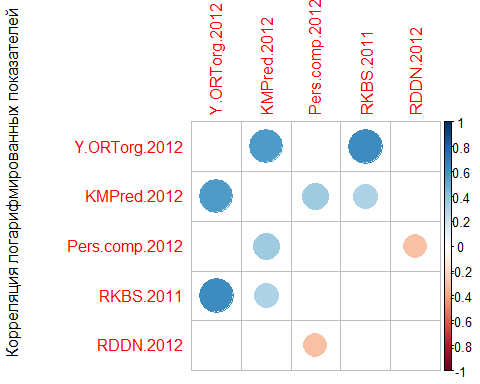 Корреляция логарифмированных показателей
Y.ORTorg.2012
KMPred.2012
Pers.comp.2012
RKBS.2011
RDDN.2012
Y.ORTorg.2012
KMPred.2012
Pers.comp.2012
RKBS.2011
RDDN.2012
1
0.8
0.6
0.4
0.2
0
-0.2
-0.4
-0.6
-0.8
-1